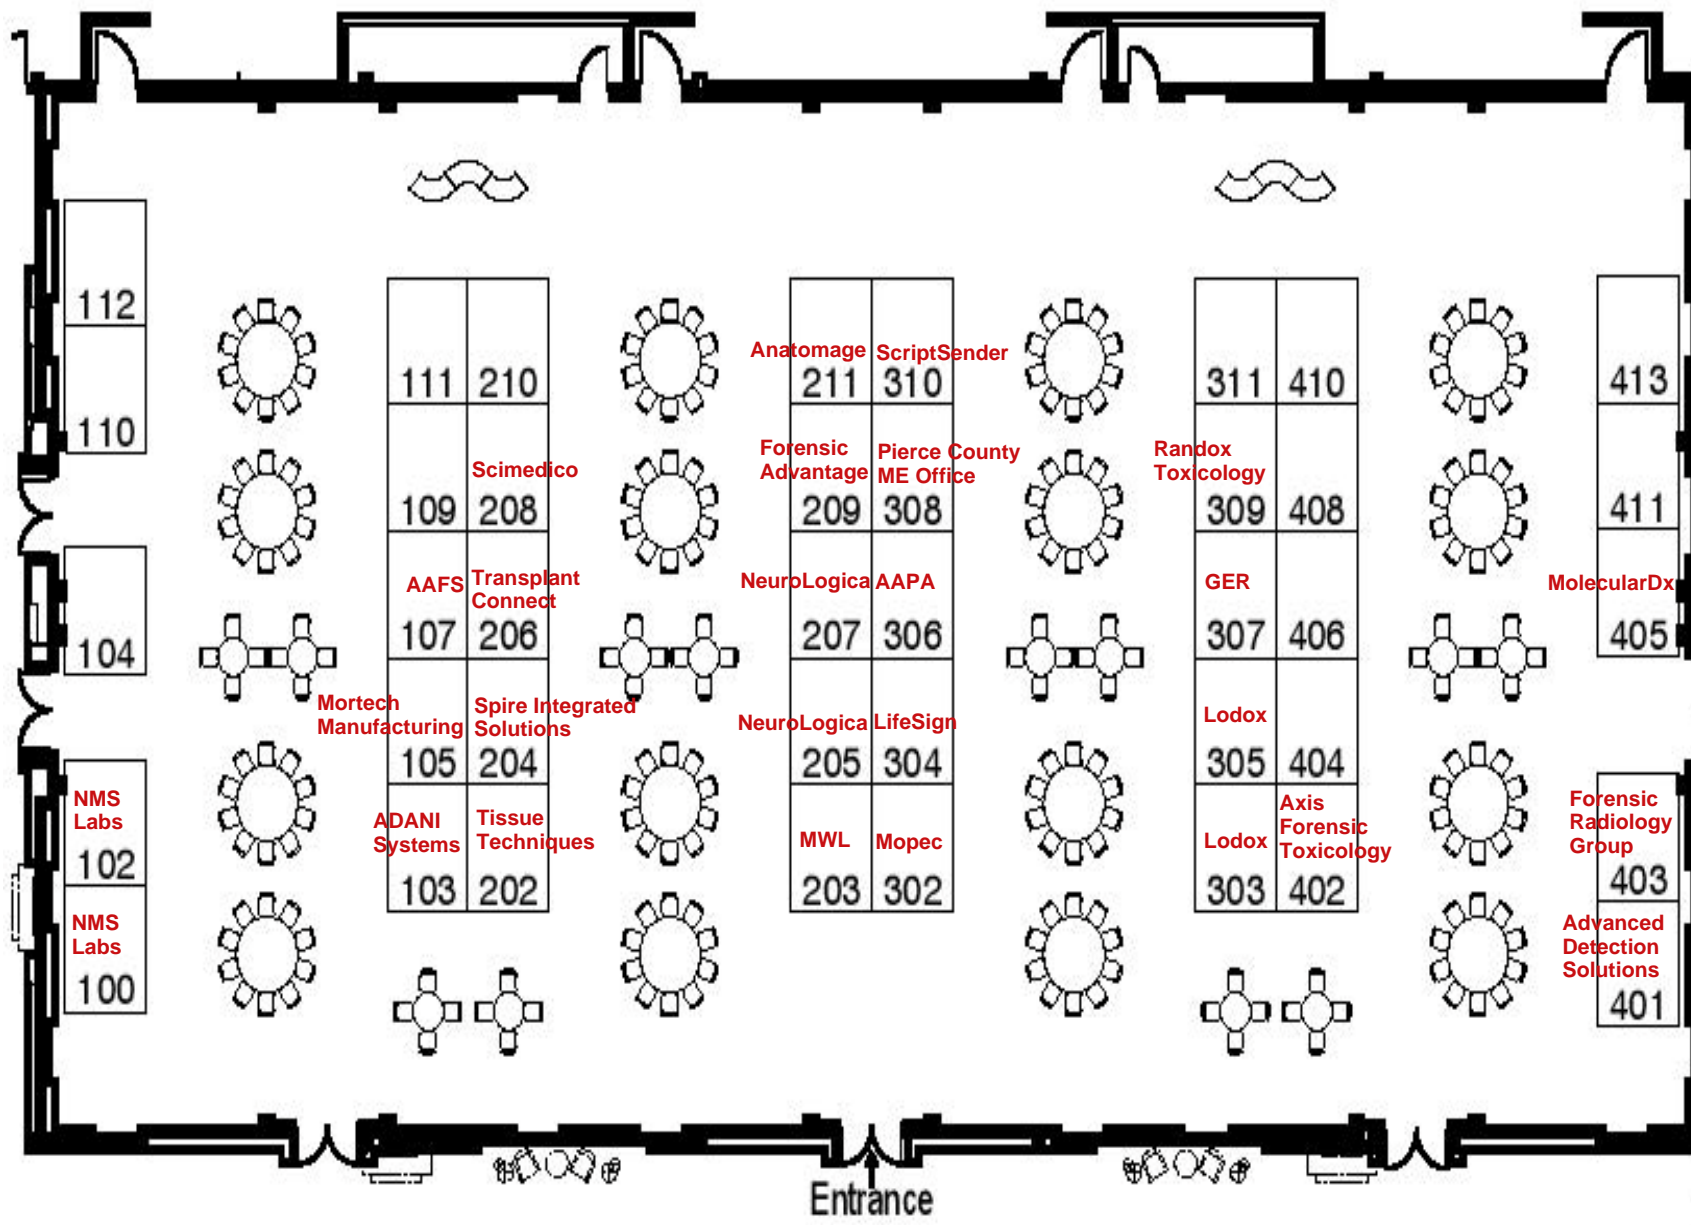 112
110
104
NMS
Labs
102
NMS
Labs
100
111
210
109
Scimedico
208
AAFS
107
Transplant
Connect
206
Mortech
Manufacturing
105
Spire Integrated
Solutions
204
ADANI
Systems
103
Tissue
Techniques
202
Anatomage
211
ScriptSender
310
Forensic
Advantage
209
Pierce County
ME Office
308
NeuroLogica
207
AAPA
306
NeuroLogica
205
LifeSign
304
MWL
203
Mopec
302
311
410
Randox
Toxicology
309
408
GER
307
406
Lodox
305
404
Lodox
303
Axis
Forensic
Toxicology
402
413
411
MolecularDx
405
Forensic
Radiology
Group
403
Advanced
Detection
Solutions
401
Entrance